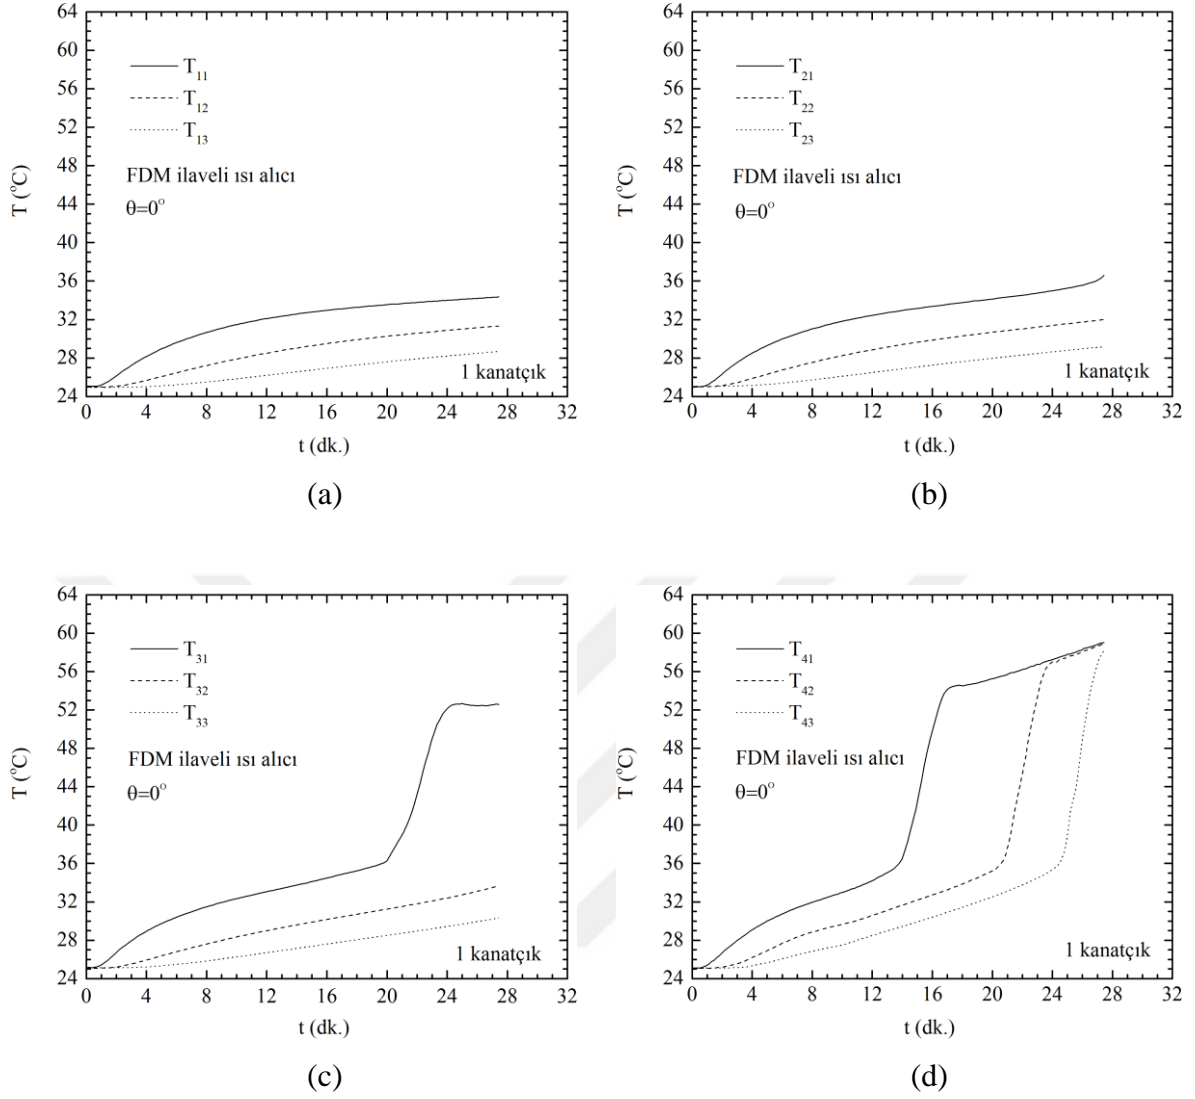 64
60
56
52
48
44
40
36
32
28
24
T (°C)
T11
T12
T13
FDM ilaveli ısı alıcı
θ=0°
1 kanatçık
0 4 8 12 16 20 24 28 32
t (dk.)
(a)
64
60
56
52
48
44
40
36
32
28
24
T (°C)
T21
T22
T23
FDM ilaveli ısı alıcı
θ=0°
1 kanatçık
0 4 8 12 16 20 24 28 32
t (dk.)
(b)
64
60
56
52
48
44
40
36
32
28
24
T (°C)
T31
T32
T33
FDM ilaveli ısı alıcı
θ=0°
1 kanatçık
0 4 8 12 16 20 24 28 32
t (dk.)
(c)
64
60
56
52
48
44
40
36
32
28
24
T (°C)
T41
T42
T43
FDM ilaveli ısı alıcı
θ=0°
1 kanatçık
0 4 8 12 16 20 24 28 32
t (dk.)
(d)